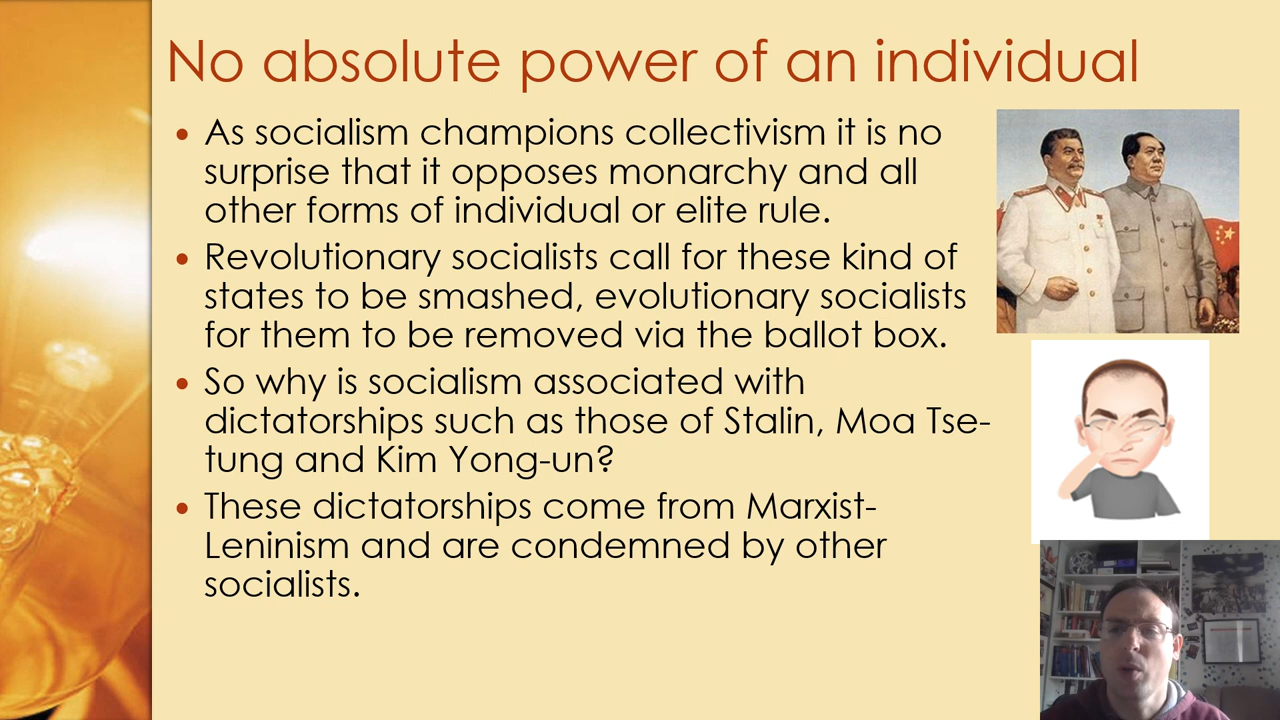 No absolute power of an individual
• As socialism champions collectivism it is no
surprise that it opposes monarchy and all
other forms of individual or elite rule.
• Revolutionary socialists call for these kind of
states to be smashed, evolutionary socialists
for them to be removed via the ballot box.
• So why is socialism associated with
dictatorships such as those of Stalin, Moa Tse-
tung and Kim Yong-un?
• These dictatorships come from Marxist-
Leninism and are condemned by other
socialists.